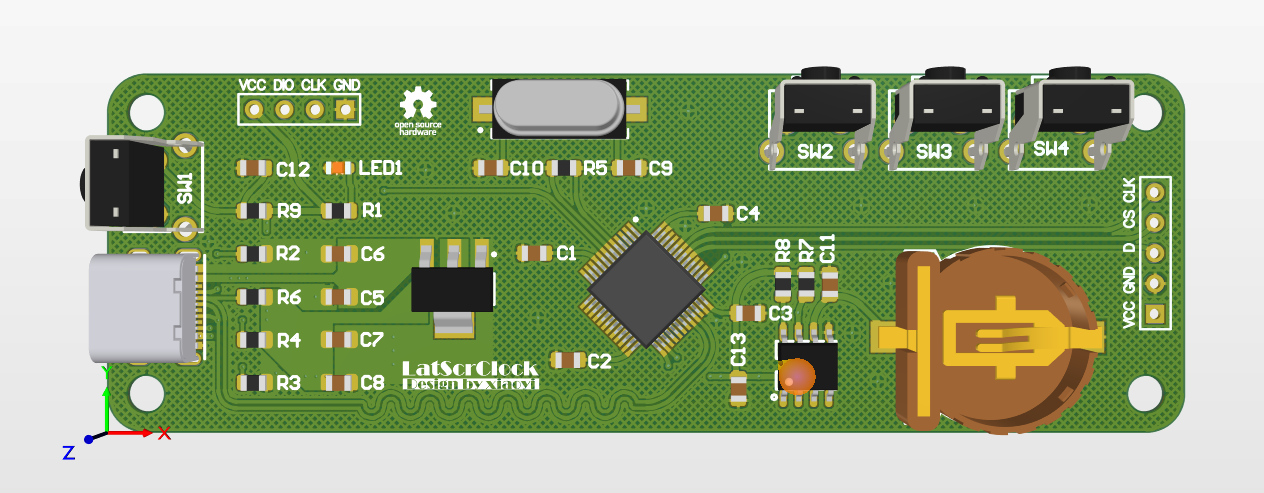 VCC DIO CLK GND
open source
hardware
C12
LED1
C10
R5
C9
SW1
SW2
SW3
SW4
R9
R1
C4
R2
C6
C1
R8
R7
C11
VCC GND D CS CLK
R6
C5
C3
R4
C7
C2
C13
R3
C8
LatScrClock
Design by xiaoyi
Y
X
Z